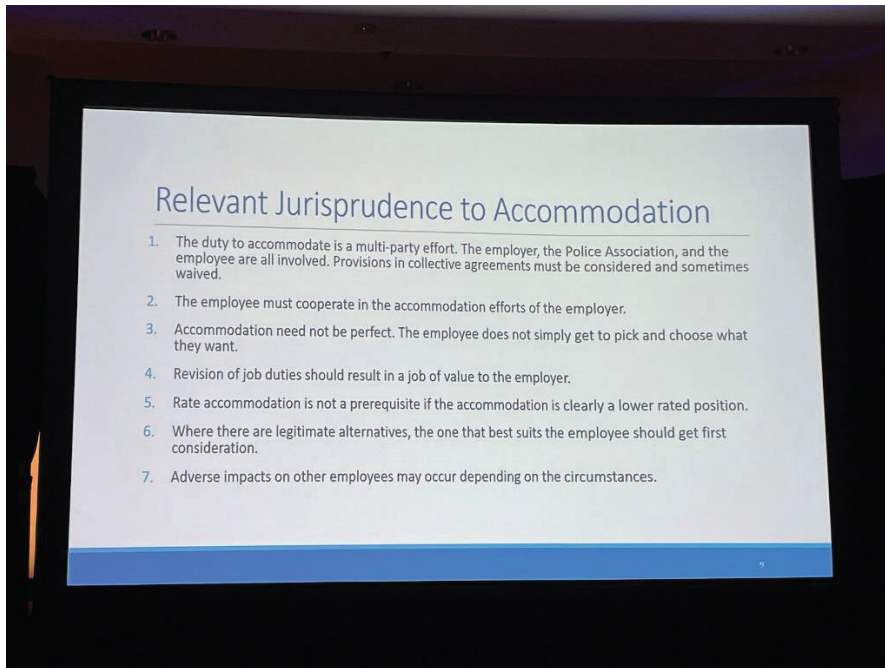 Relevant Jurisprudence to Accommodation
1. The duty to accommodate is a multi-party effort. The employer, the Police Association, and the
employee are all involved. Provisions in collective agreements must be considered and sometimes
waived.
2. The employee must cooperate in the accommodation efforts of the employer.
3. Accommodation need not be perfect. The employee does not simply get to pick and choose what
they want.
4. Revision of job duties should result in a job of value to the employer.
5. Rate accommodation is not a prerequisite if the accommodation is clearly a lower rated position.
6. Where there are legitimate alternatives, the one that best suits the employee should get first
consideration.
7. Adverse impacts on other employees may occur depending on the circumstances.
9